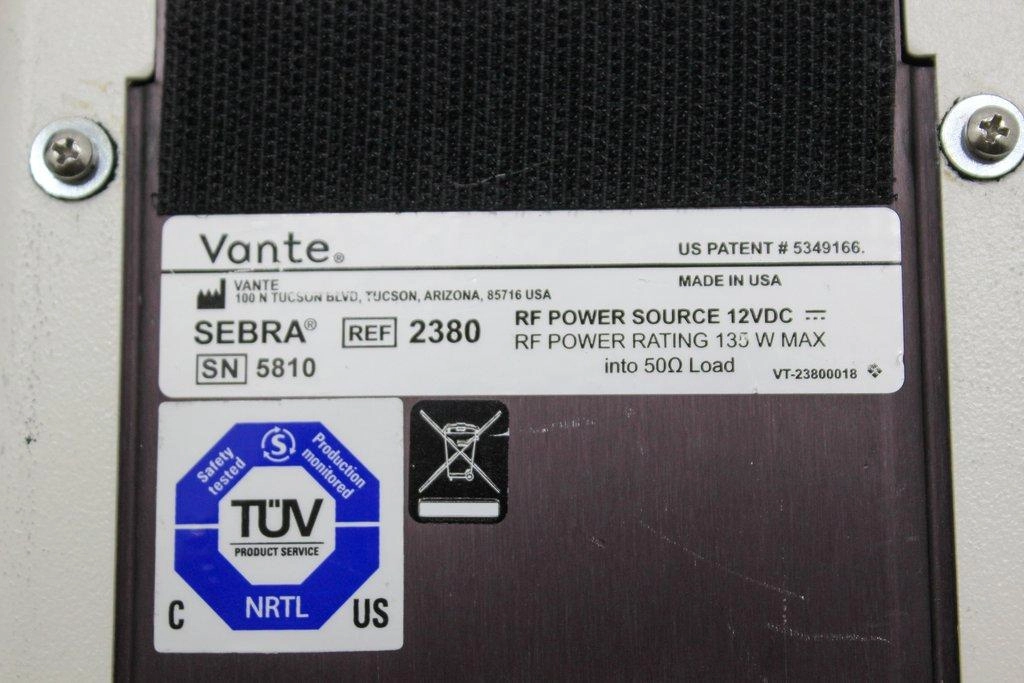 Vante®
US PATENT # 5349166.
VANTE
100 N TUCSON BLVD, TUCSON, ARIZONA, 85716 USA
MADE IN USA
SEBRA® REF 2380
SN 5810
RF POWER SOURCE 12VDC ⎓
RF POWER RATING 135 W MAX
into 50Ω Load
VT-23800018
Safety tested
S
Production monitored
TÜV
PRODUCT SERVICE
NRTL
C US